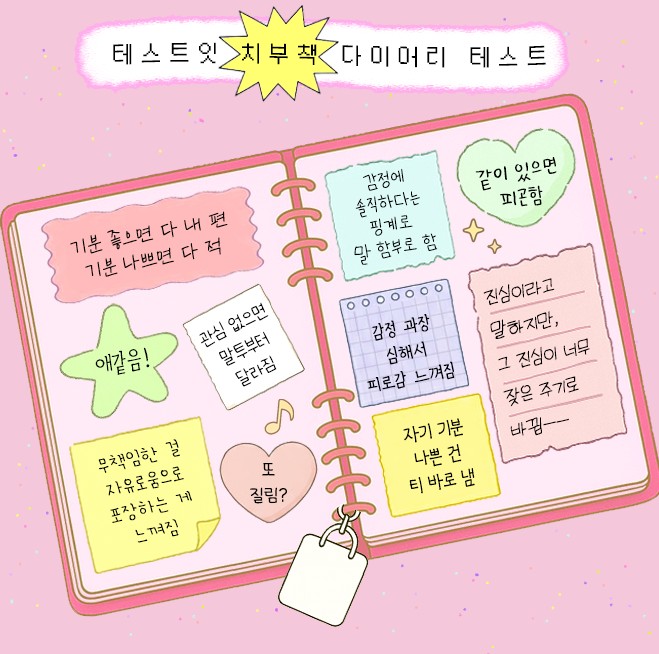 테스트잇 치부책 다이어리 테스트
기분 좋으면 다 내 편
기분 나쁘면 다 적
애같음!
관심 없으면
말투부터
달라짐
무책임한 걸
자유로움으로
포장하는 게
느껴짐
또
질림?
감정에
솔직하다는
핑계로
말 함부로 함
같이 있으면
피곤함
감정 과장
심해서
피로감 느껴짐
진심이라고
말하지만,
그 진심이 너무
잦은 주기로
바뀜――
자기 기분
나쁜 건
티 바로 냄